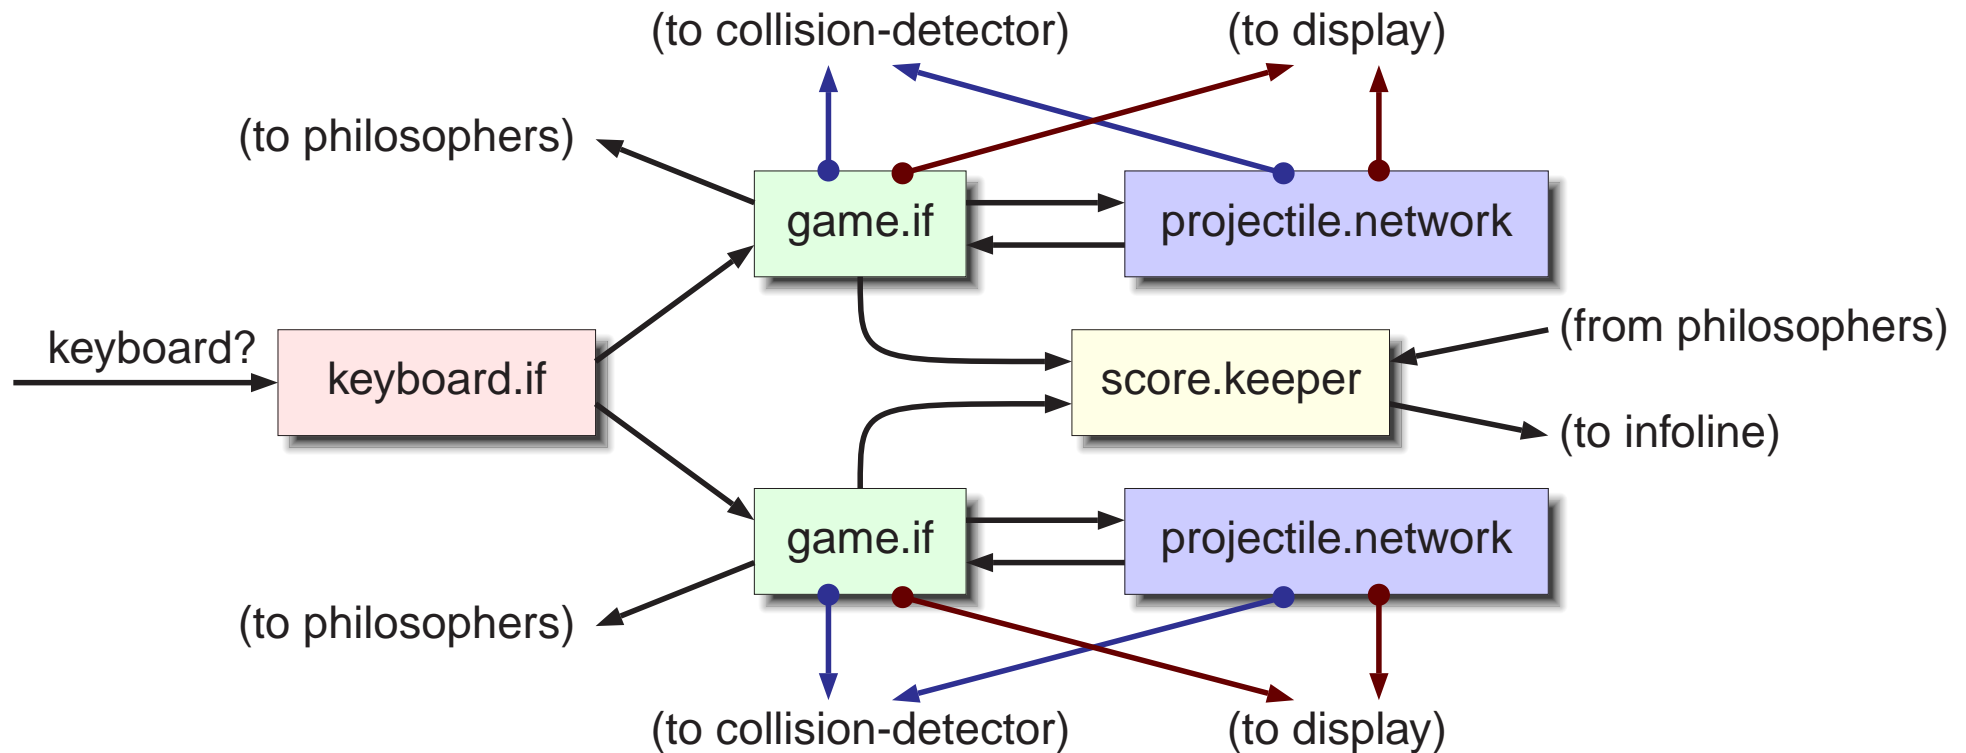 (to collision-detector)
(to display)
(to philosophers)
game.if
projectile.network
keyboard?
keyboard.if
score.keeper
(from philosophers)
(to infoline)
game.if
projectile.network
(to philosophers)
(to collision-detector)
(to display)